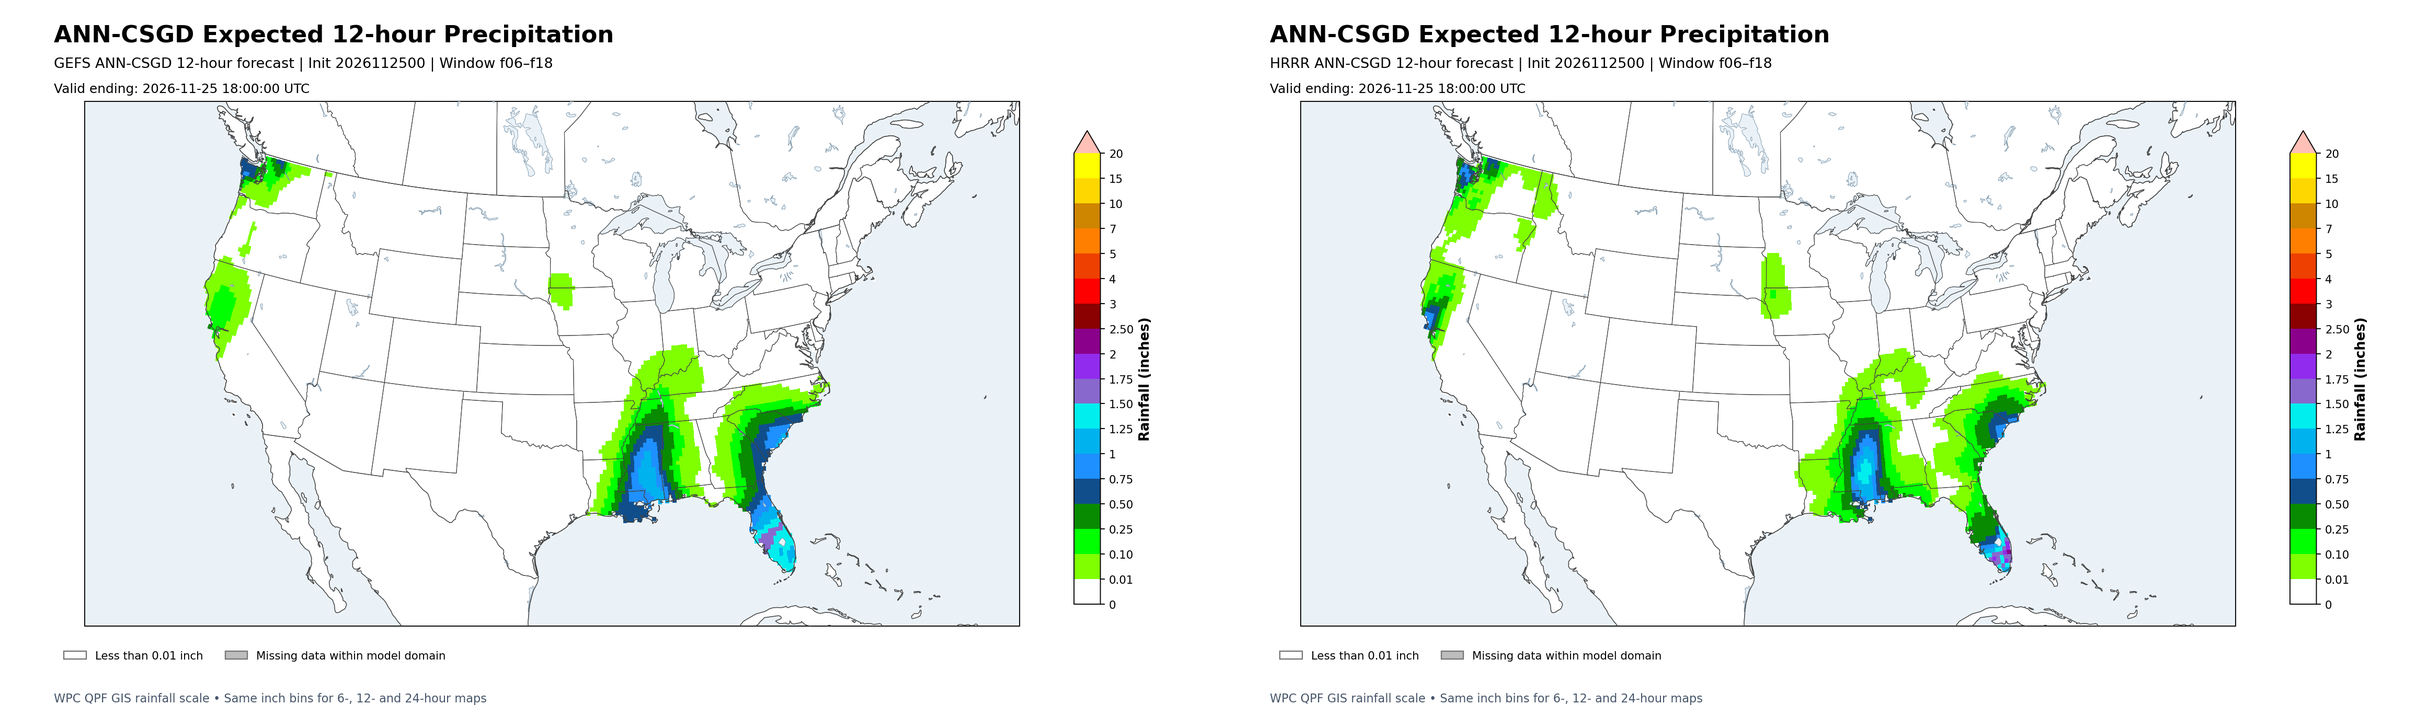 ANN-CSGD Expected 12-hour Precipitation
GEFS ANN-CSGD 12-hour forecast | Init 2026112500 | Window f06–f18
Valid ending: 2026-11-25 18:00:00 UTC
20
15
10
7
5
4
3
2.50
2
1.75
1.50
1.25
1
0.75
0.50
0.25
0.10
0.01
0
Rainfall (inches)
Less than 0.01 inch
Missing data within model domain
WPC QPF GIS rainfall scale • Same inch bins for 6-, 12- and 24-hour maps
ANN-CSGD Expected 12-hour Precipitation
HRRR ANN-CSGD 12-hour forecast | Init 2026112500 | Window f06–f18
Valid ending: 2026-11-25 18:00:00 UTC
20
15
10
7
5
4
3
2.50
2
1.75
1.50
1.25
1
0.75
0.50
0.25
0.10
0.01
0
Rainfall (inches)
Less than 0.01 inch
Missing data within model domain
WPC QPF GIS rainfall scale • Same inch bins for 6-, 12- and 24-hour maps